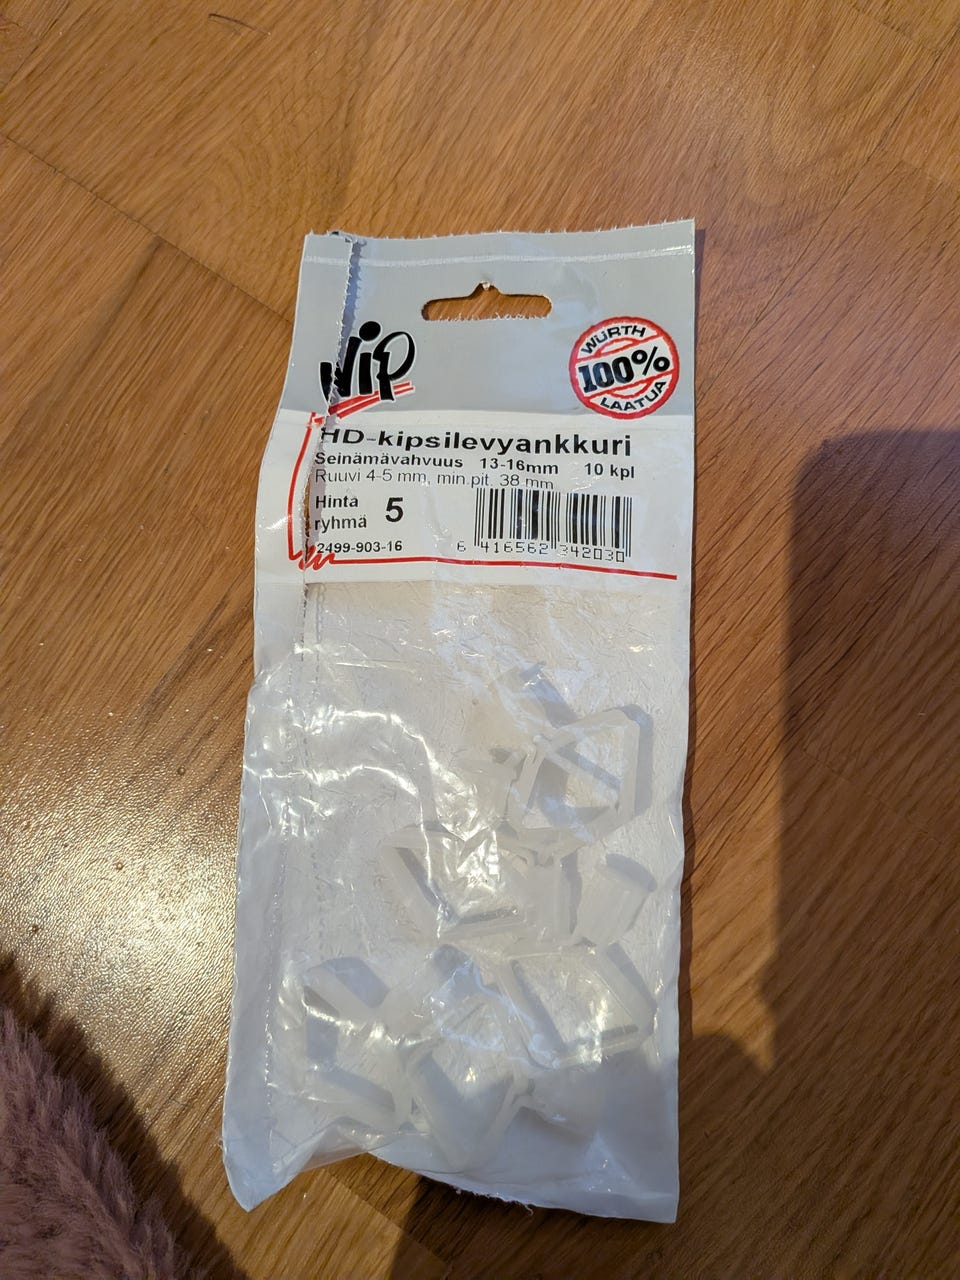 wip
WÜRTH
100%
LAATUA
HD-kipsilevyankkuri
Seinämävahvuus 13-16mm 10 kpl
Ruuvi 4-5 mm, min.pit. 38 mm
Hinta
ryhmä 5
2499-903-16
6 416562 342030